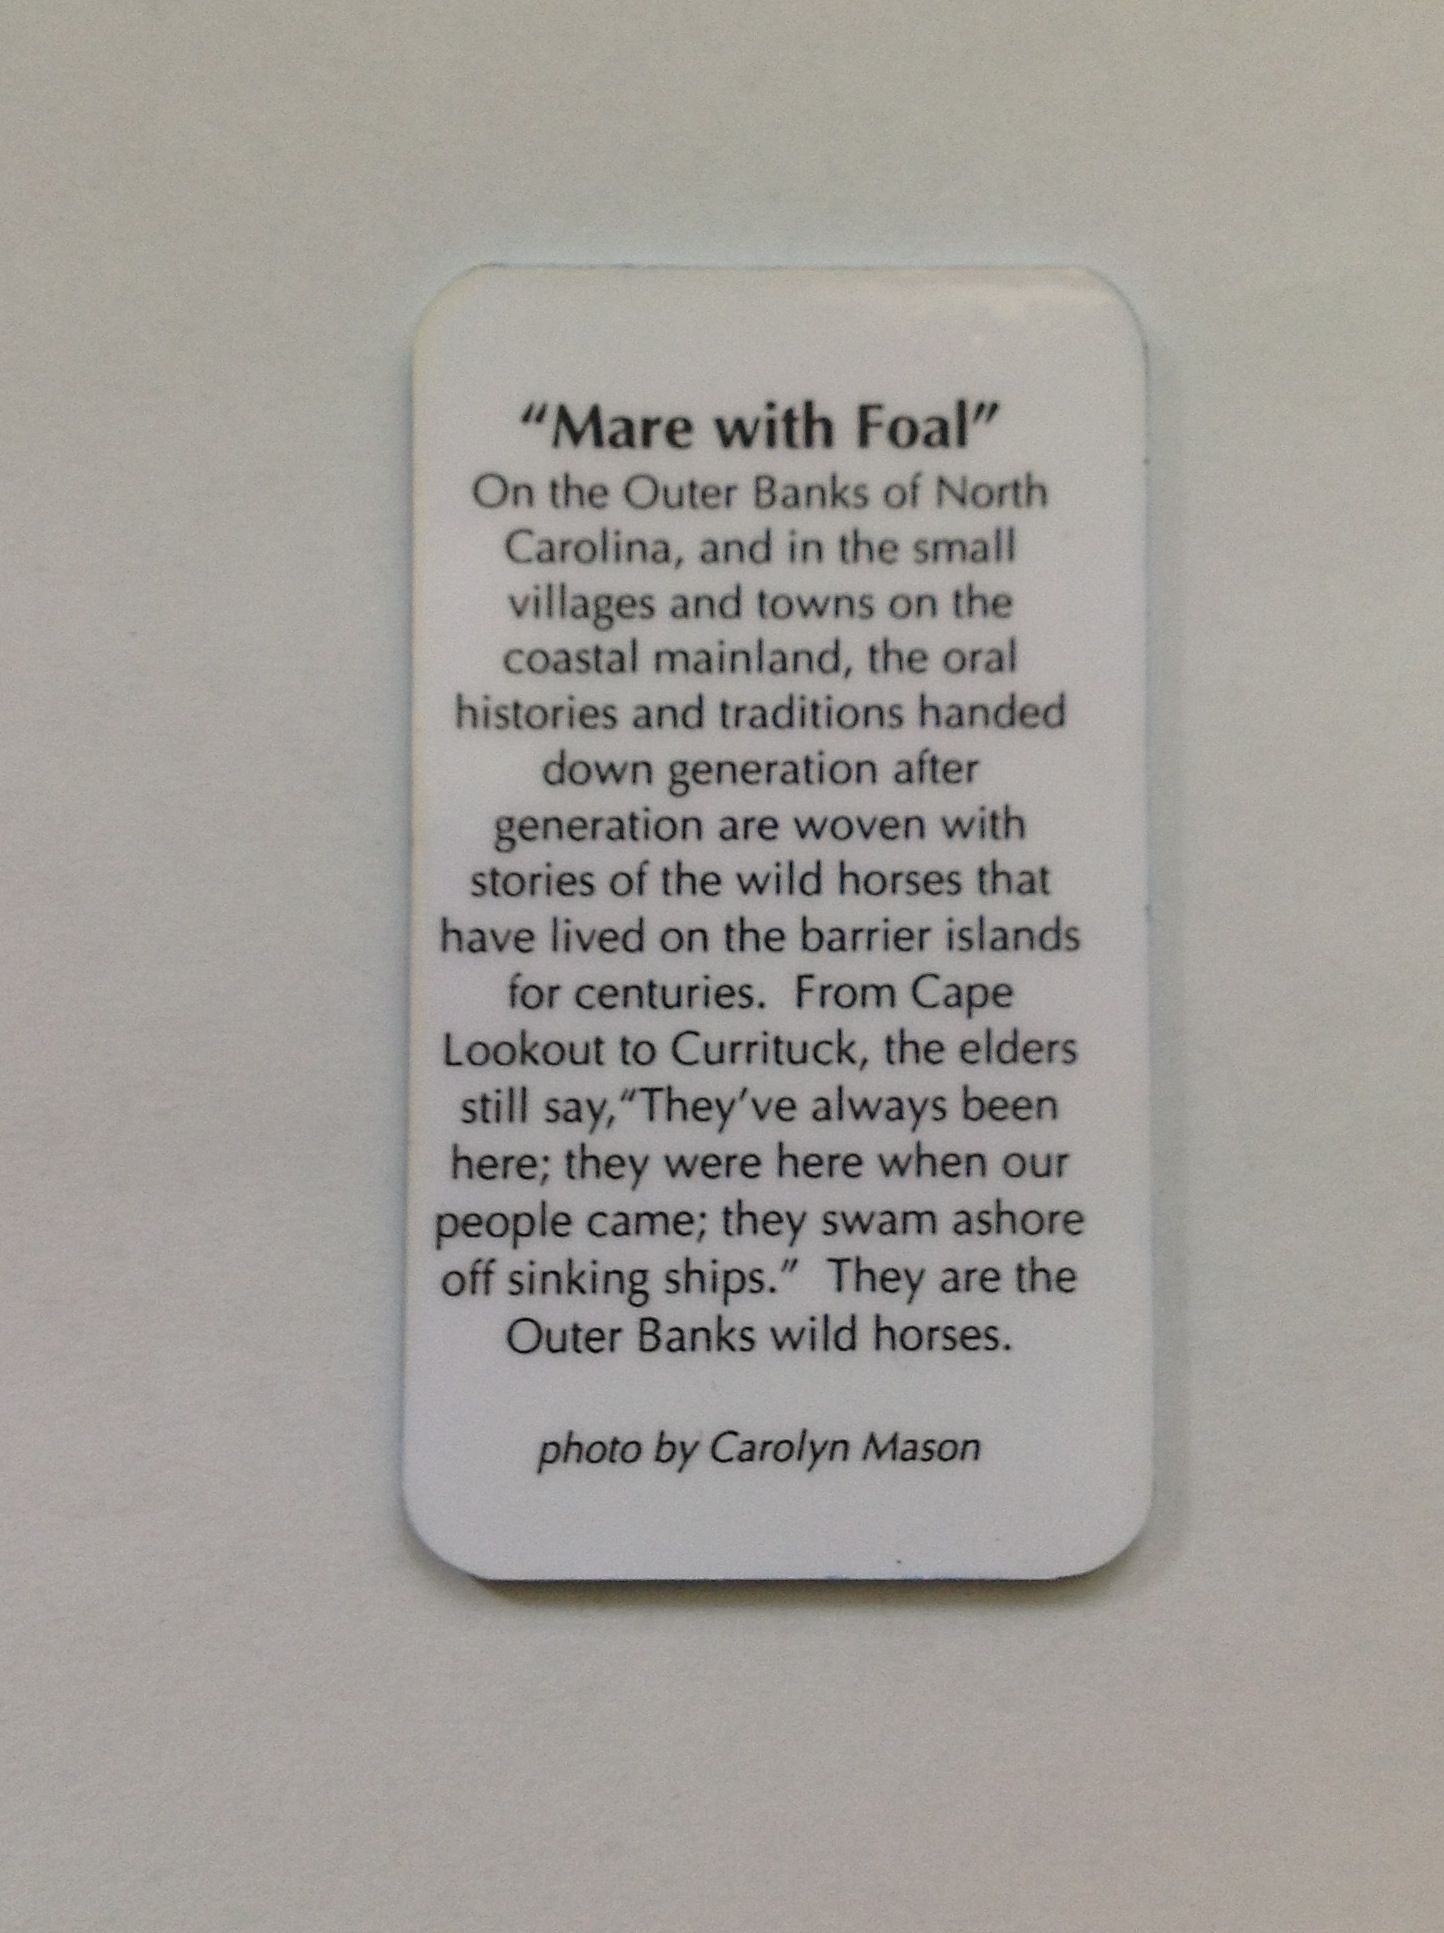 “Mare with Foal”
On the Outer Banks of North
Carolina, and in the small
villages and towns on the
coastal mainland, the oral
histories and traditions handed
down generation after
generation are woven with
stories of the wild horses that
have lived on the barrier islands
for centuries.  From Cape
Lookout to Currituck, the elders
still say,“They’ve always been
here; they were here when our
people came; they swam ashore
off sinking ships.”  They are the
Outer Banks wild horses.
photo by Carolyn Mason